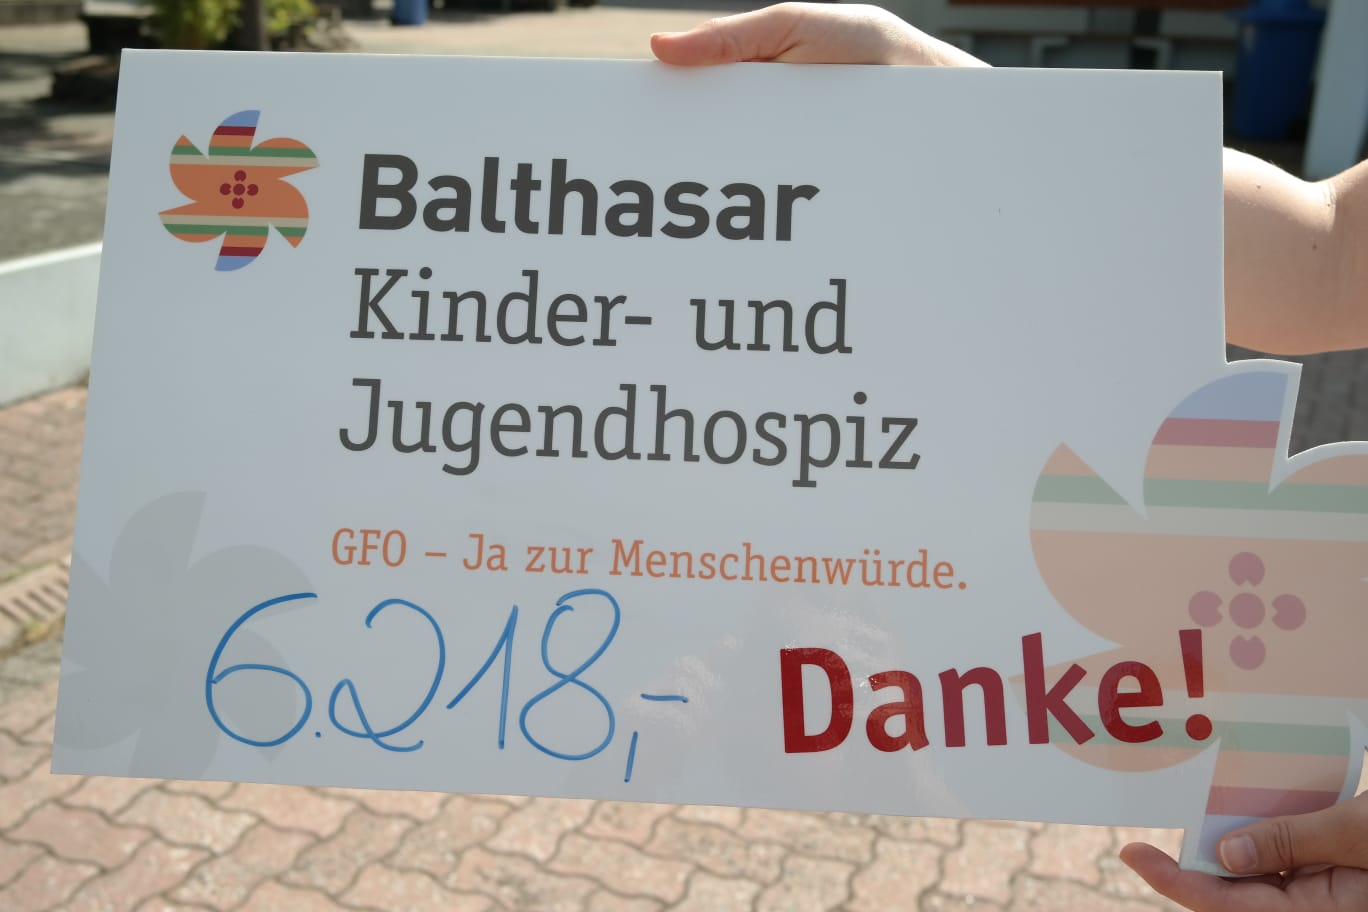 Balthasar
Kinder- und
Jugendhospiz
GFO – Ja zur Menschenwürde.
6.218,-
Danke!